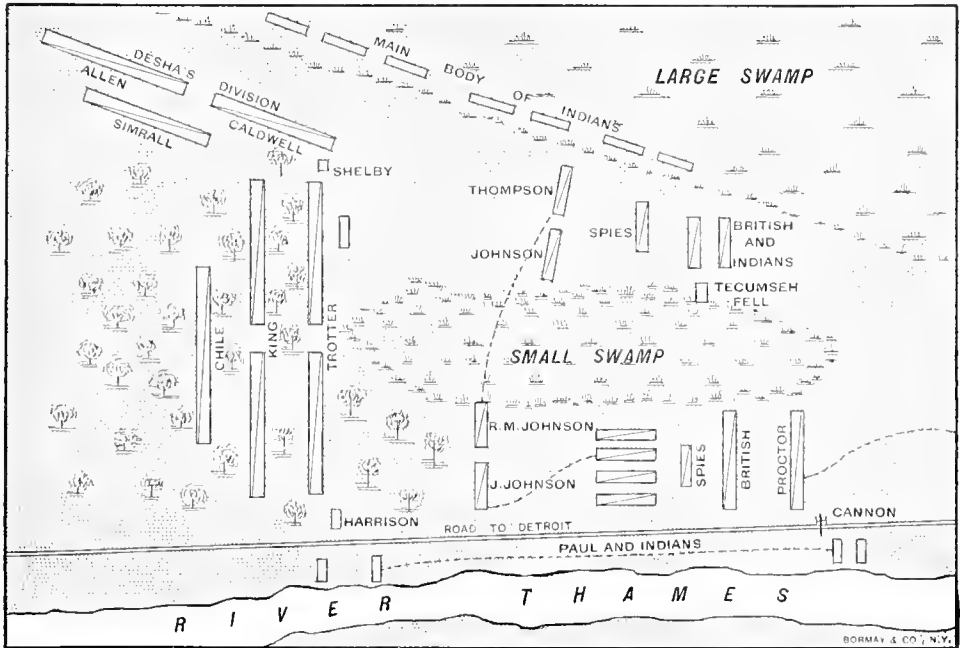 MAIN
BODY
OF
INDIANS
LARGE SWAMP
DESHA'S
DIVISION
ALLEN
CALDWELL
SIMRALL
SHELBY
THOMPSON
SPIES
BRITISH
AND
INDIANS
JOHNSON
TECUMSEH
FELL
CHILE
KING
TROTTER
SMALL SWAMP
R.M.JOHNSON
J.JOHNSON
SPIES
BRITISH
PROCTOR
HARRISON
ROAD TO DETROIT
CANNON
PAUL AND INDIANS
RIVER THAMES
BORMAY & CO., N.Y.